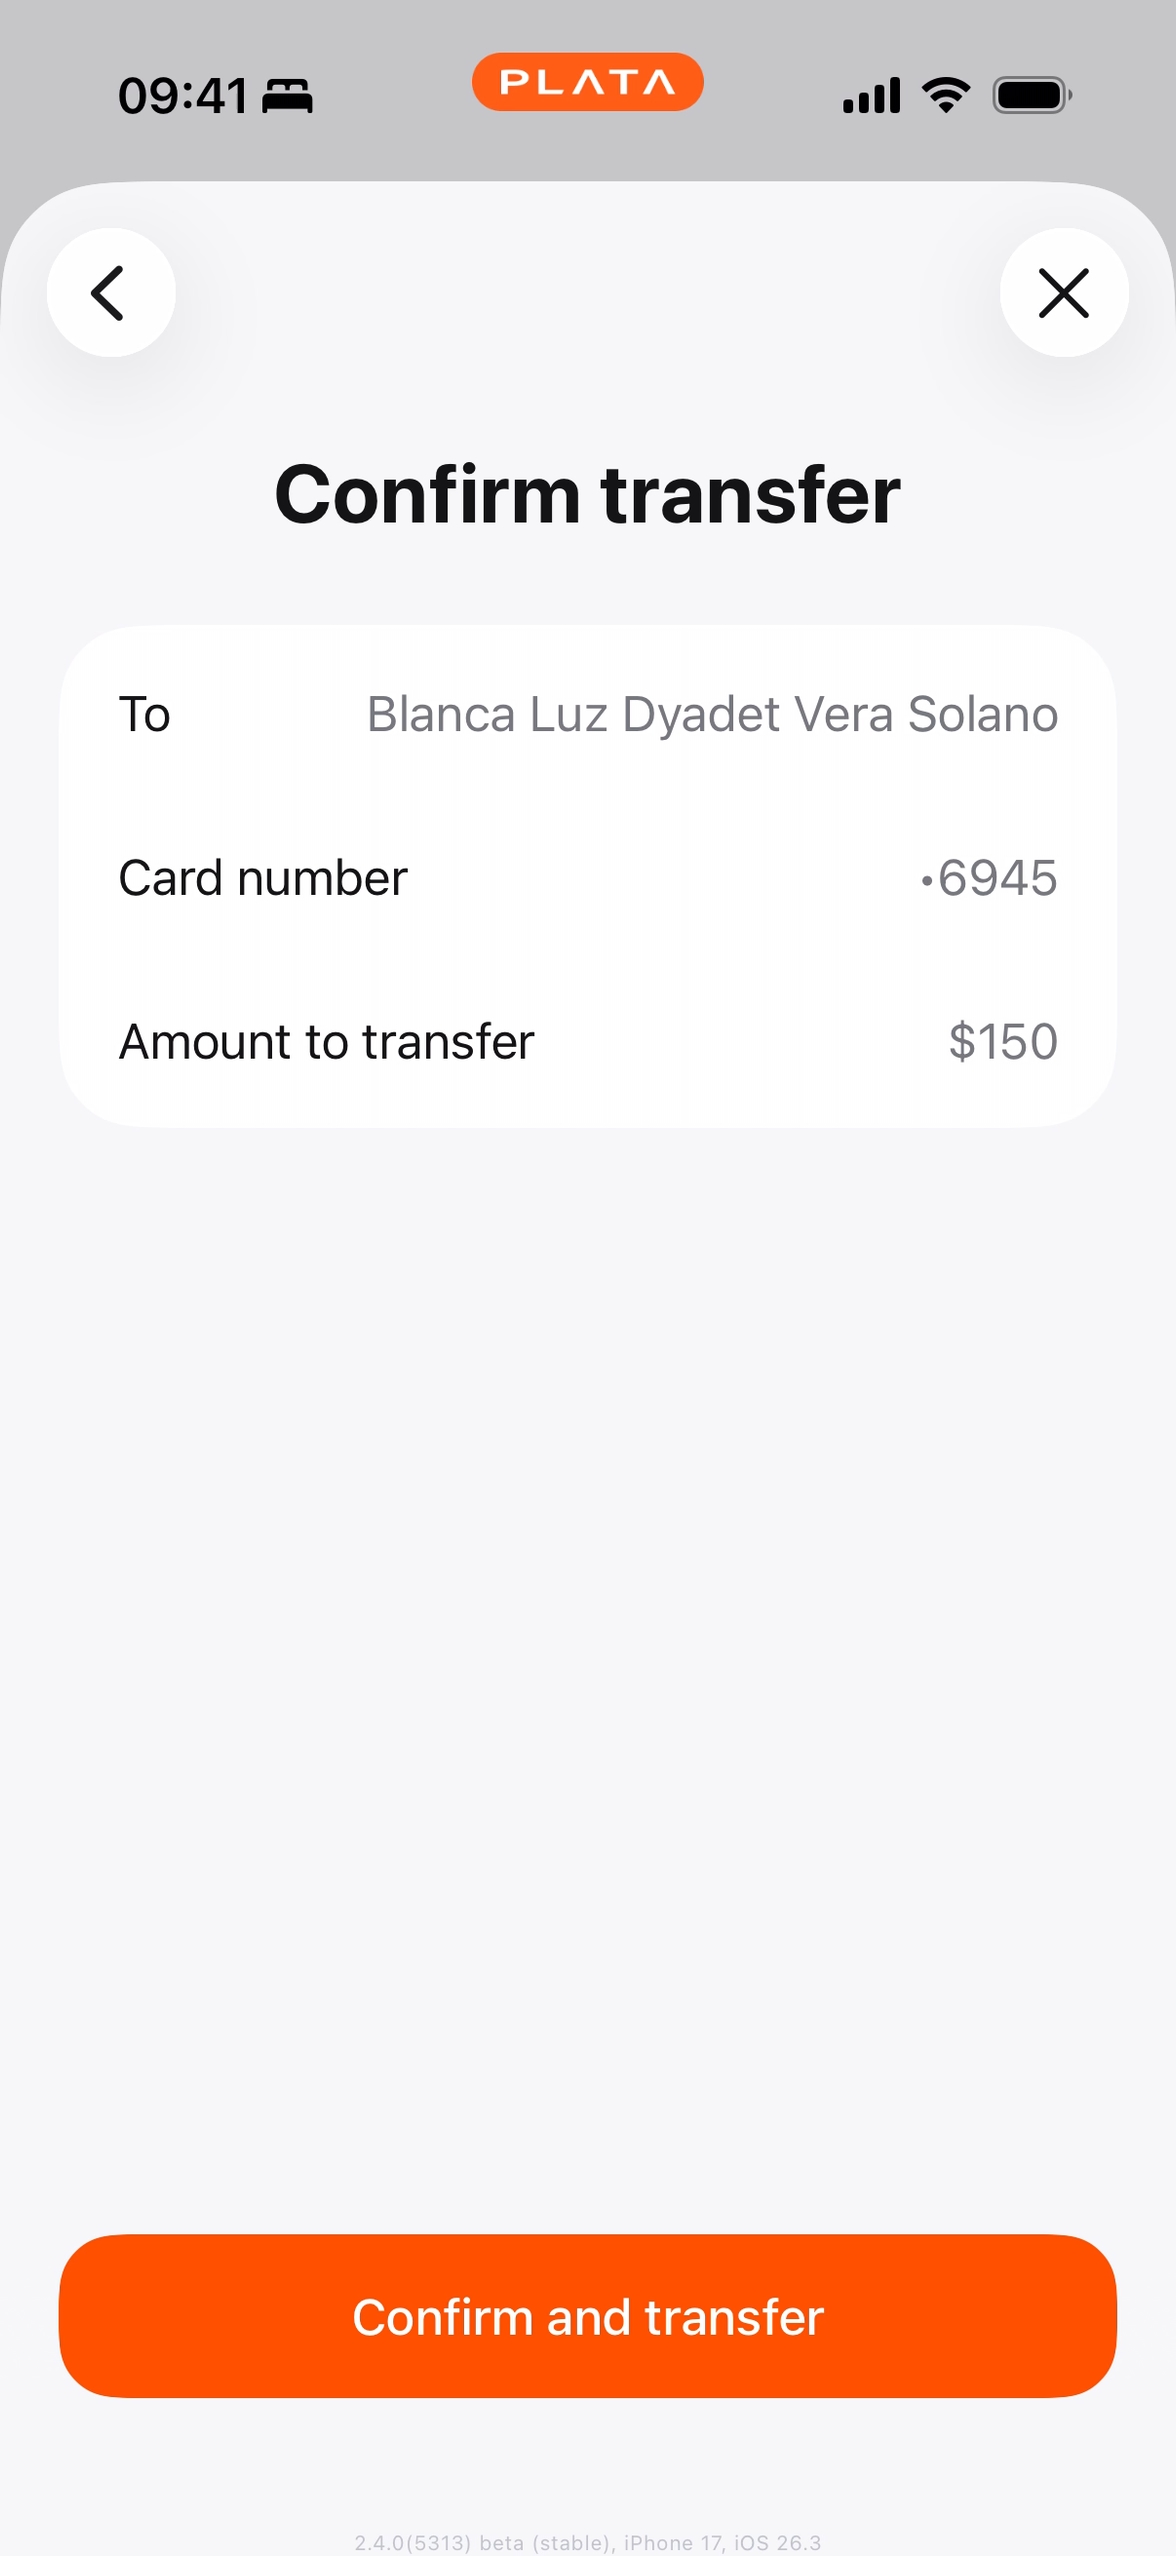 09:41
PLATA
Confirm transfer
To Blanca Luz Dyadet Vera Solano
Card number •6945
Amount to transfer $150
Confirm and transfer
2.4.0(5313) beta (stable), iPhone 17, iOS 26.3